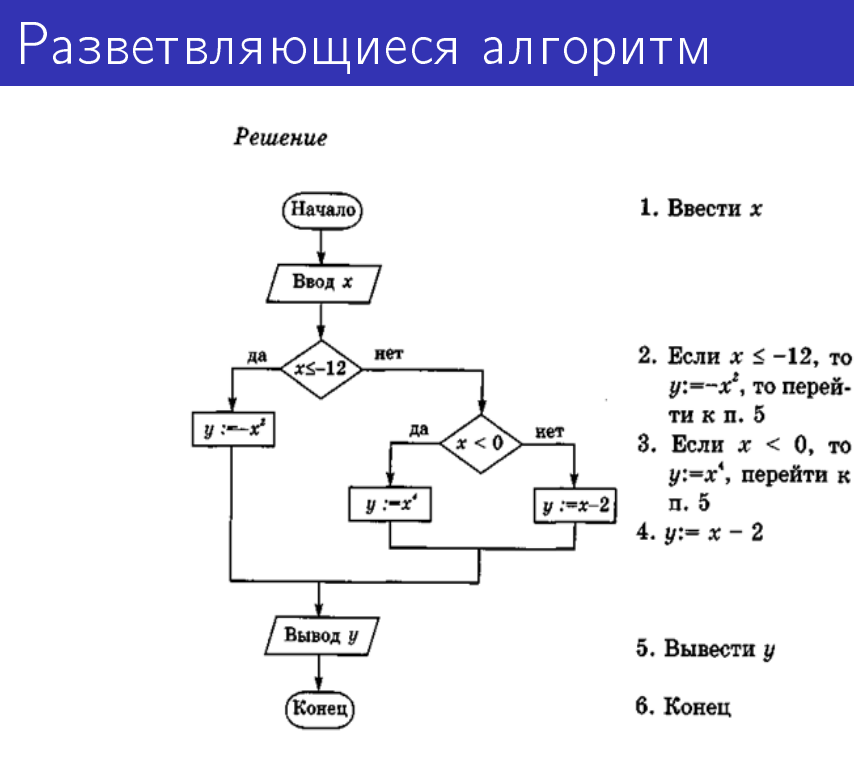 Разветвляющиеся алгоритм
Решение
Начало
Ввод x
да
нет
x≤-12
y :=-x²
да
нет
x < 0
y :=x⁴
y :=x-2
Вывод y
Конец
1. Ввести x
2. Если x ≤ -12, то
y:=-x², то перей-
ти к п. 5
3. Если x < 0, то
y:=x⁴, перейти к
п. 5
4. y:= x - 2
5. Вывести y
6. Конец